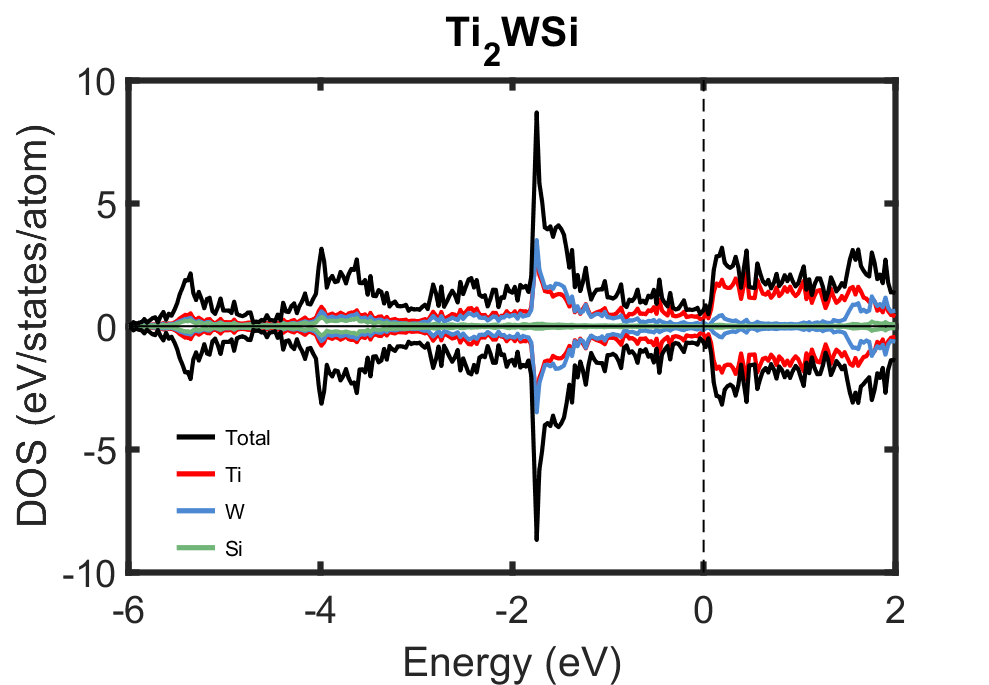 Ti2WSi
10
5
0
-5
-10
DOS (eV/states/atom)
Total
Ti
W
Si
-6 -4 -2 0 2
Energy (eV)